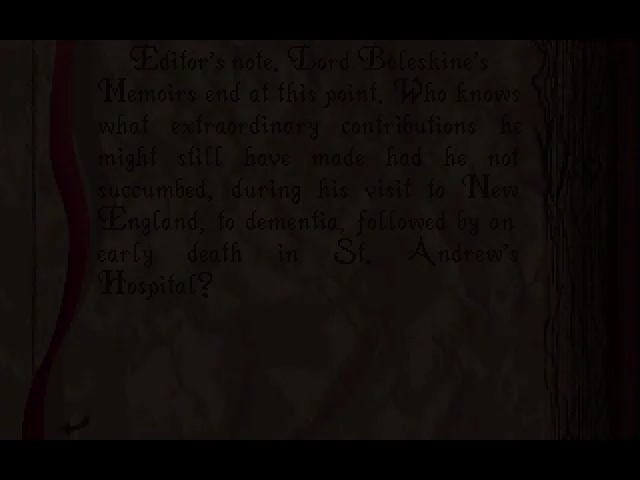 Editor's note. Lord Boleskine's
Memoirs end at this point. Who knows
what extraordinary contributions he
might still have made had he not
succumbed, during his visit to New
England, to dementia, followed by an
early death in St. Andrew's
Hospital?